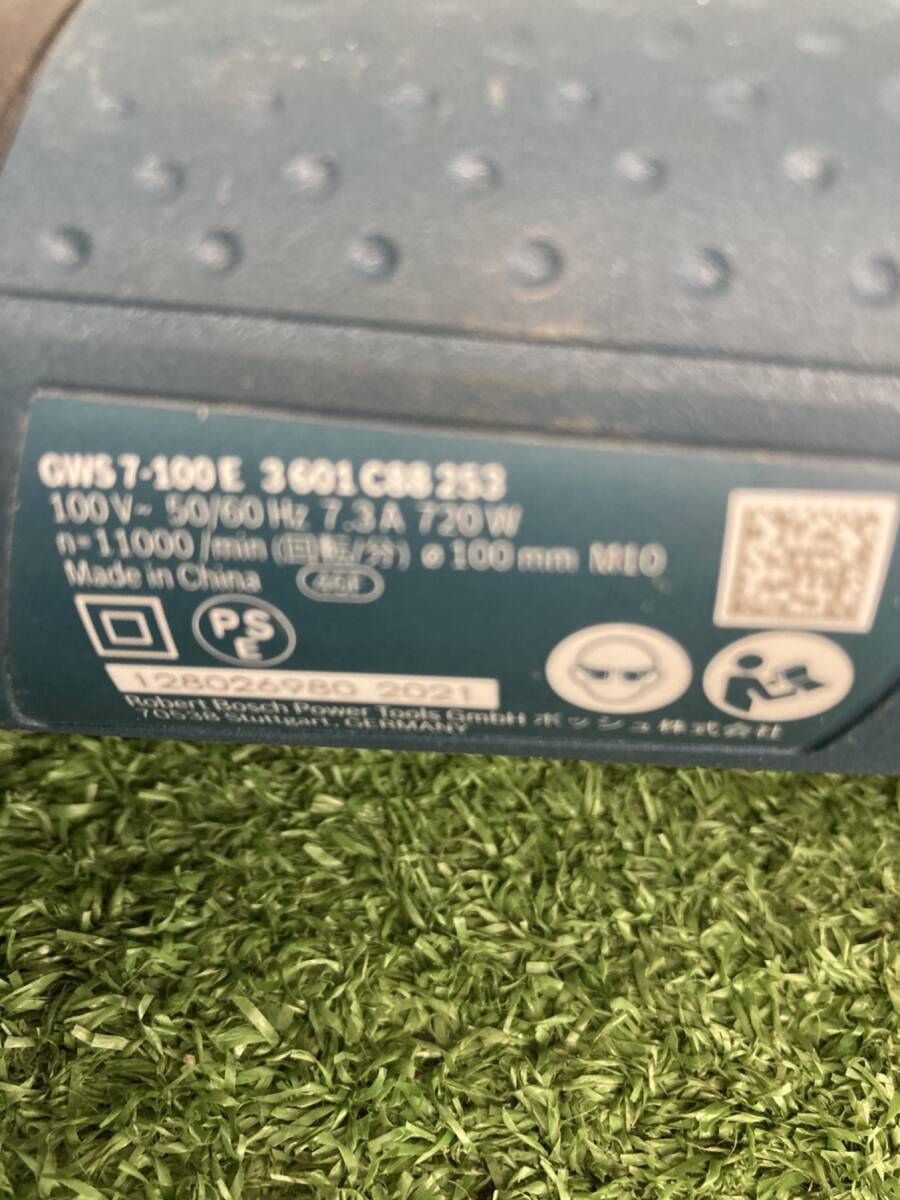 GWS 7-100 E 3 601 C88 253
100 V~ 50/60 Hz 7.3 A 720 W
n=11000 /min (回転/分) ⌀ 100 mm M10
Made in China
PS
E
128026980 2021
Robert Bosch Power Tools GmbH ボッシュ株式会社
70538 Stuttgart, GERMANY